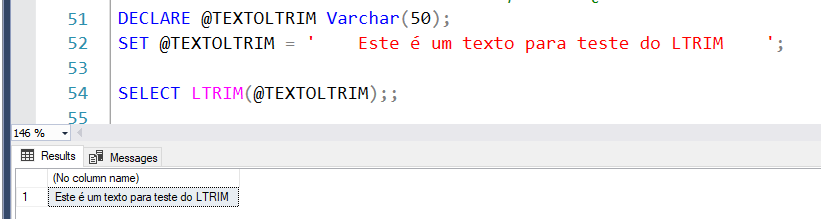 51 DECLARE @TEXTOLTRIM Varchar(50);
52 SET @TEXTOLTRIM = '    Este é um texto para teste do LTRIM    ';
53
54 SELECT LTRIM(@TEXTOLTRIM);;
55
146 %
Results Messages
(No column name)
1 Este é um texto para teste do LTRIM